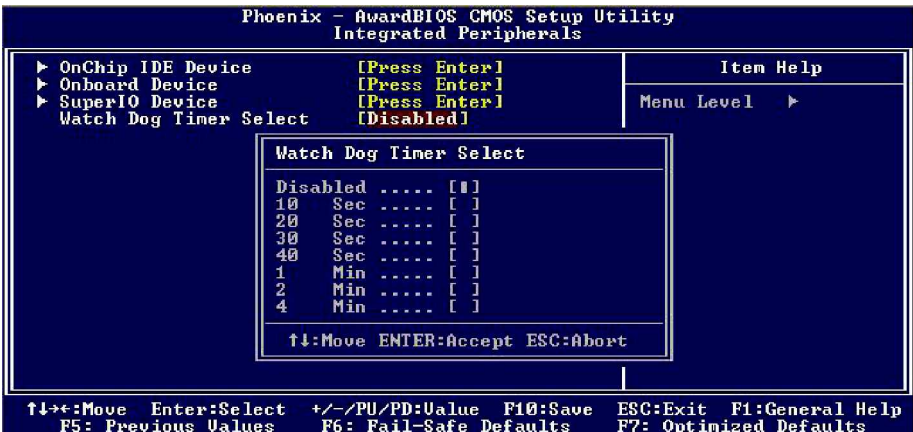 Phoenix - AwardBIOS CMOS Setup Utility
Integrated Peripherals
▶ OnChip IDE Device [Press Enter]
▶ Onboard Device [Press Enter]
▶ SuperIO Device [Press Enter]
Watch Dog Timer Select [Disabled]
Item Help
Menu Level ▶
Watch Dog Timer Select
Disabled ..... [■]
10 Sec ..... [ ]
20 Sec ..... [ ]
30 Sec ..... [ ]
40 Sec ..... [ ]
1 Min ..... [ ]
2 Min ..... [ ]
4 Min ..... [ ]
↑↓:Move ENTER:Accept ESC:Abort
↑↓→←:Move Enter:Select +/-/PU/PD:Value F10:Save ESC:Exit F1:General Help
F5: Previous Values F6: Fail-Safe Defaults F7: Optimized Defaults